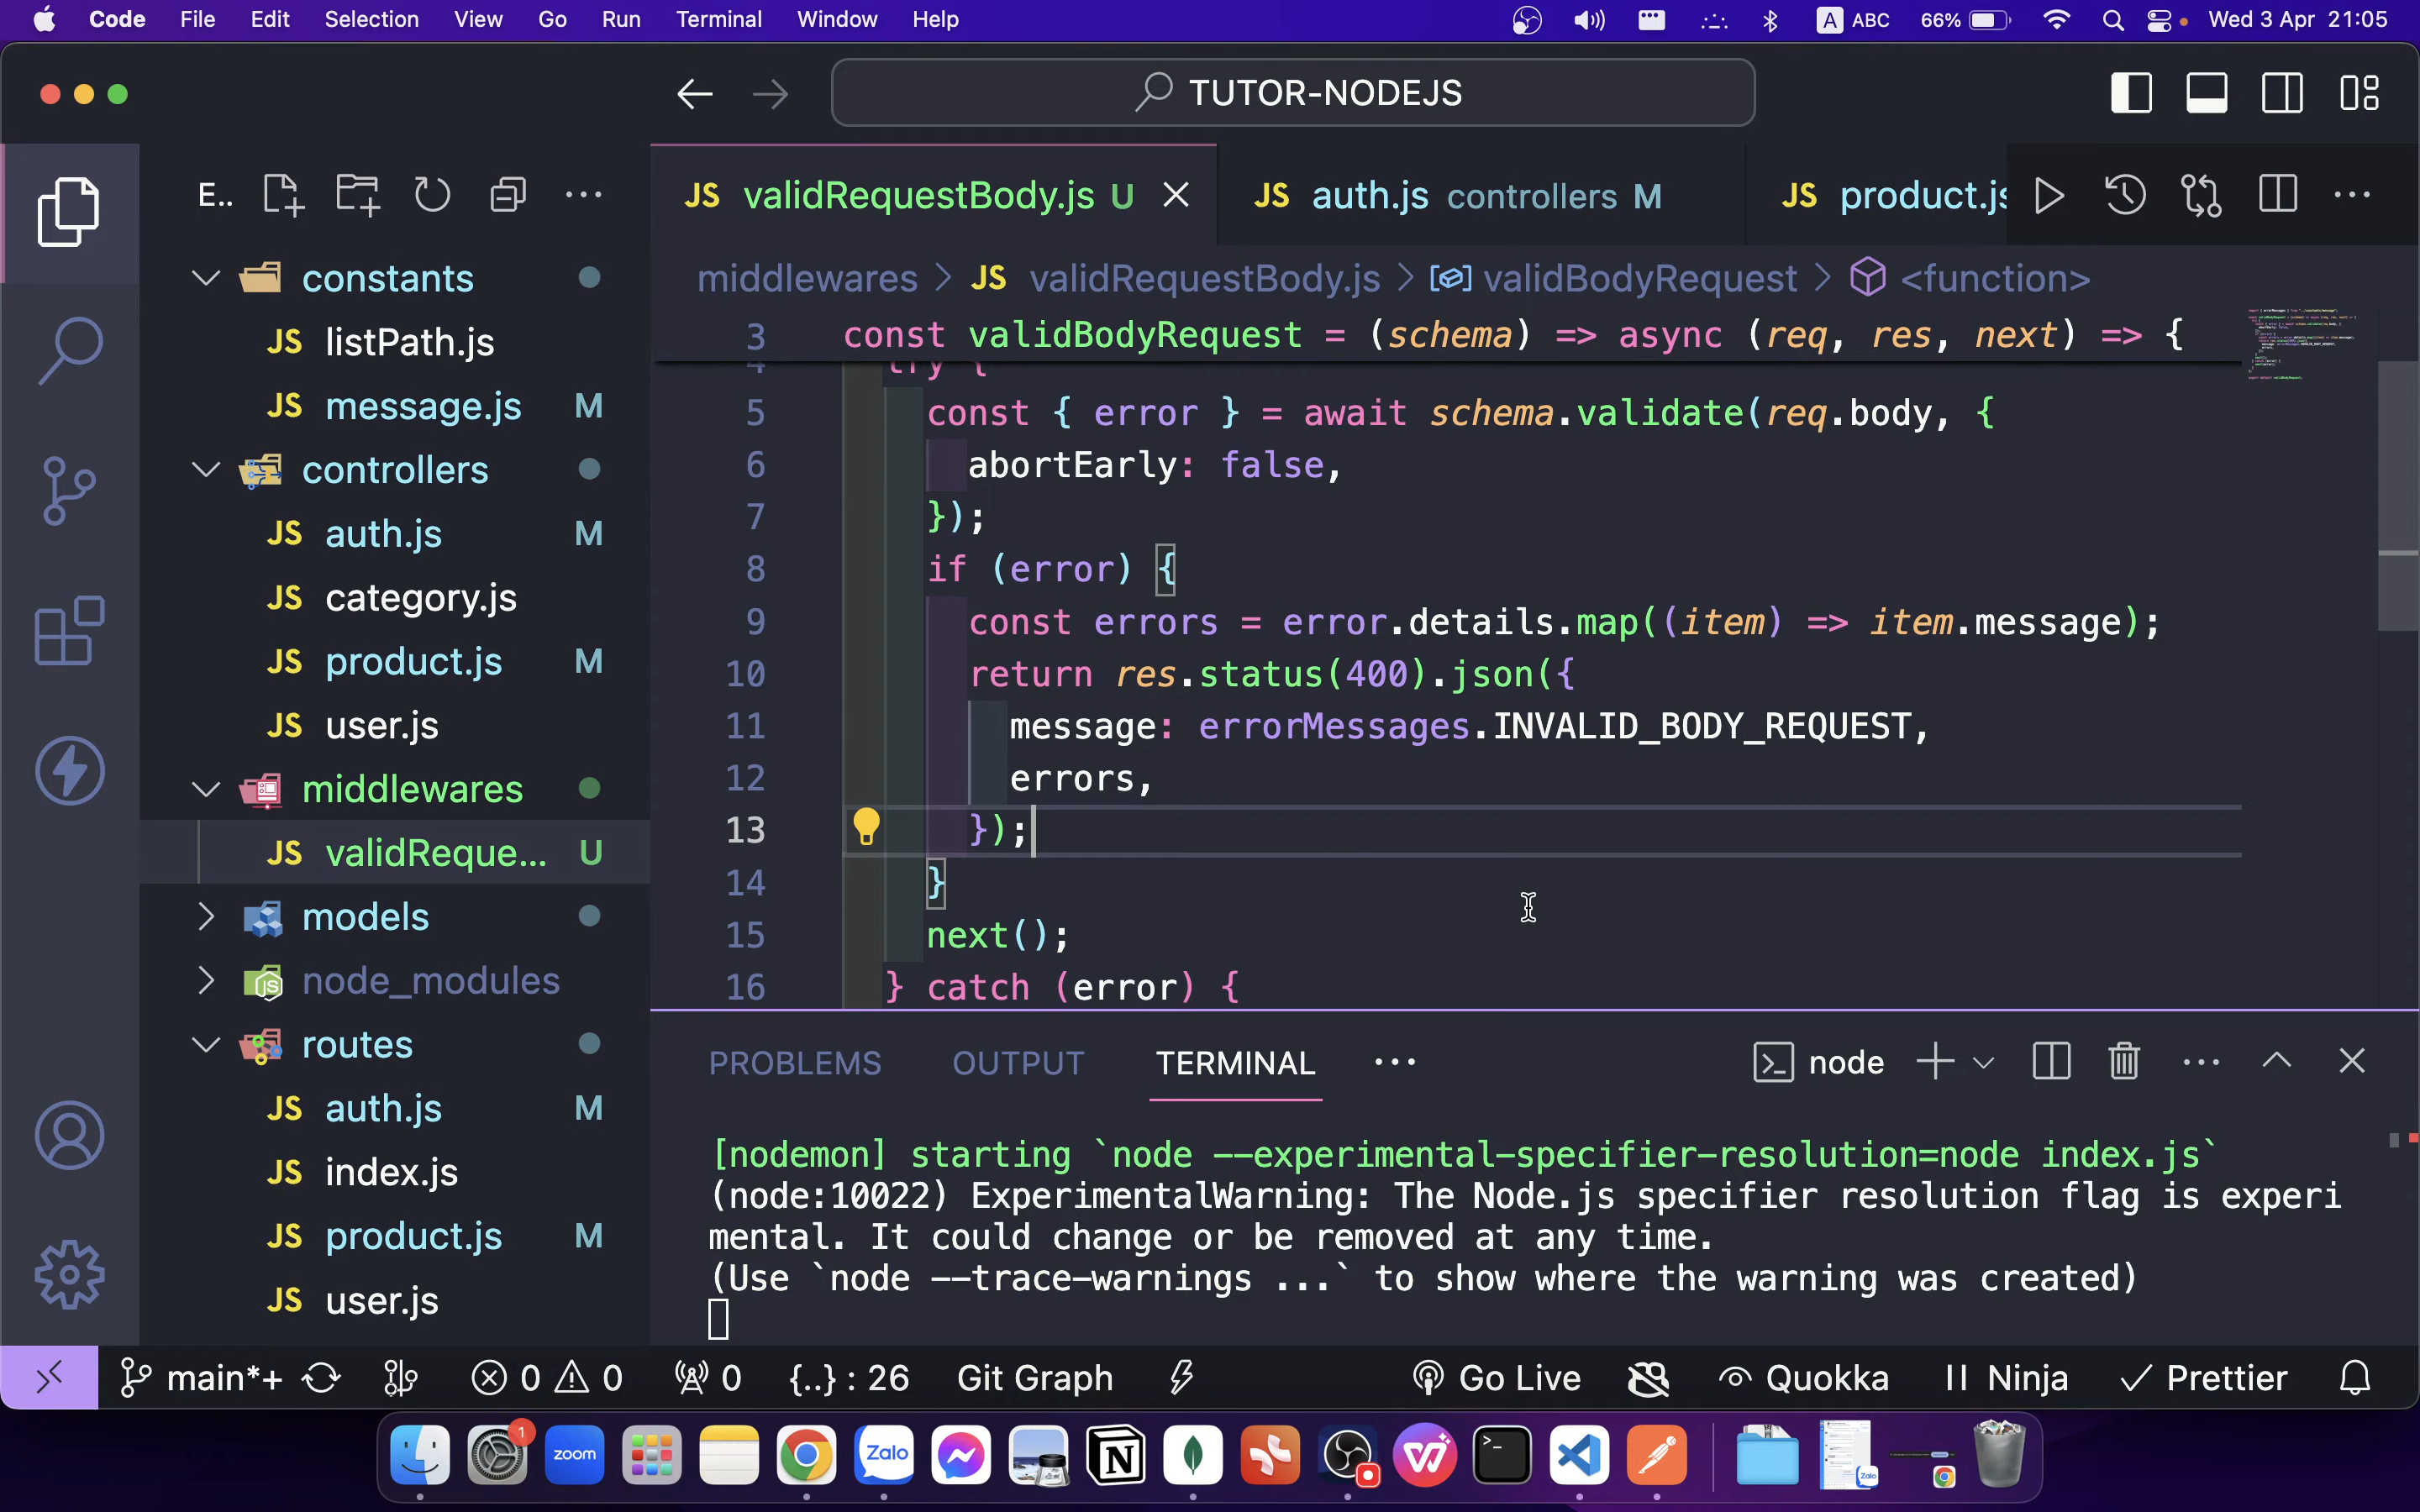 Code File Edit Selection View Go Run Terminal Window Help A ABC 66% Wed 3 Apr 21:05
TUTOR-NODEJS
E..
JS validRequestBody.js U
JS auth.js controllers M
JS product.js
middlewares > JS validRequestBody.js > validBodyRequest > <function>
constants
JS listPath.js
JS message.js M
controllers
JS auth.js M
JS category.js
JS product.js M
JS user.js
middlewares
JS validReque... U
models
node_modules
routes
JS auth.js M
JS index.js
JS product.js M
JS user.js
3 const validBodyRequest = (schema) => async (req, res, next) => {
4 try {
5 const { error } = await schema.validate(req.body, {
6 abortEarly: false,
7 });
8 if (error) {
9 const errors = error.details.map((item) => item.message);
10 return res.status(400).json({
11 message: errorMessages.INVALID_BODY_REQUEST,
12 errors,
13 });
14 }
15 next();
16 } catch (error) {
PROBLEMS OUTPUT TERMINAL ... node
[nodemon] starting `node --experimental-specifier-resolution=node index.js`
(node:10022) ExperimentalWarning: The Node.js specifier resolution flag is experi
mental. It could change or be removed at any time.
(Use `node --trace-warnings ...` to show where the warning was created)
main*+ 0 0 0 {..} : 26 Git Graph Go Live Quokka Ninja Prettier
1
zoom
Zalo
Zalo